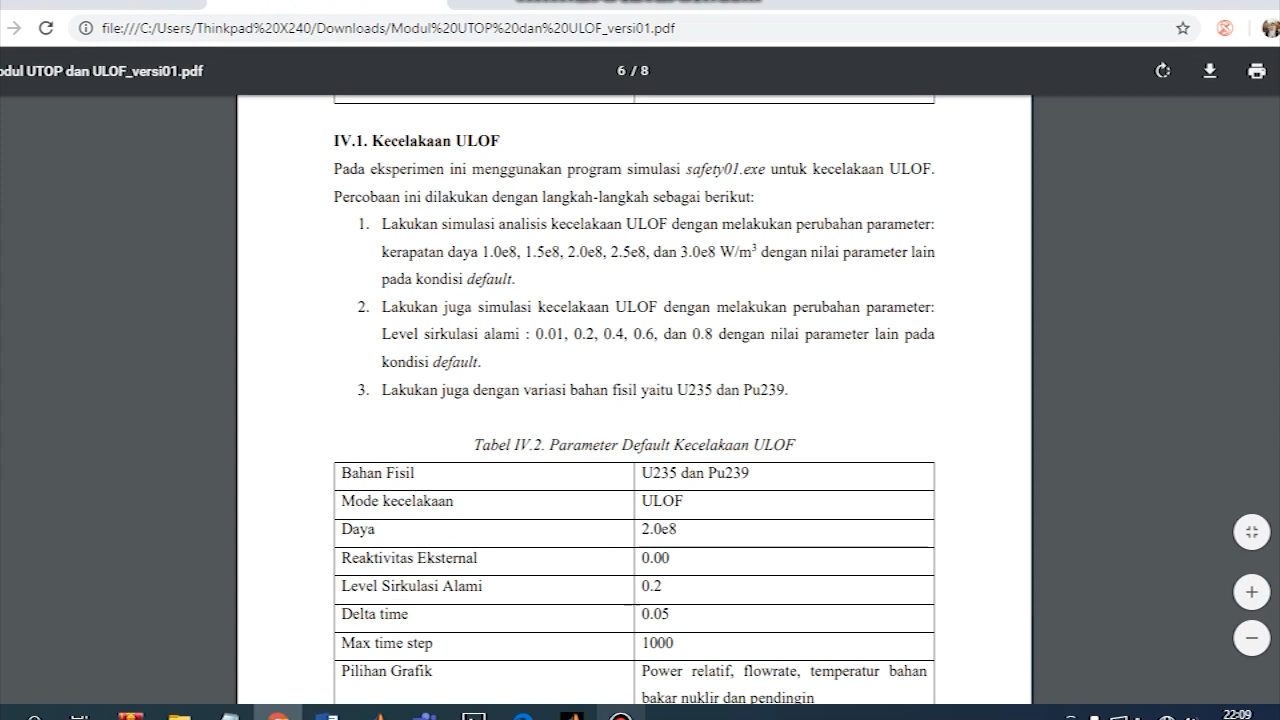 file:///C:/Users/Thinkpad%20X240/Downloads/Modul%20UTOP%20dan%20ULOF_versi01.pdf
odul UTOP dan ULOF_versi01.pdf
6 / 8
IV.1. Kecelakaan ULOF
Pada eksperimen ini menggunakan program simulasi safety01.exe untuk kecelakaan ULOF.
Percobaan ini dilakukan dengan langkah-langkah sebagai berikut:
1. Lakukan simulasi analisis kecelakaan ULOF dengan melakukan perubahan parameter:
kerapatan daya 1.0e8, 1.5e8, 2.0e8, 2.5e8, dan 3.0e8 W/m³ dengan nilai parameter lain
pada kondisi default.
2. Lakukan juga simulasi kecelakaan ULOF dengan melakukan perubahan parameter:
Level sirkulasi alami : 0.01, 0.2, 0.4, 0.6, dan 0.8 dengan nilai parameter lain pada
kondisi default.
3. Lakukan juga dengan variasi bahan fisil yaitu U235 dan Pu239.
Tabel IV.2. Parameter Default Kecelakaan ULOF
Bahan Fisil U235 dan Pu239
Mode kecelakaan ULOF
Daya 2.0e8
Reaktivitas Eksternal 0.00
Level Sirkulasi Alami 0.2
Delta time 0.05
Max time step 1000
Pilihan Grafik Power relatif, flowrate, temperatur bahan
bakar nuklir dan pendingin
22:09